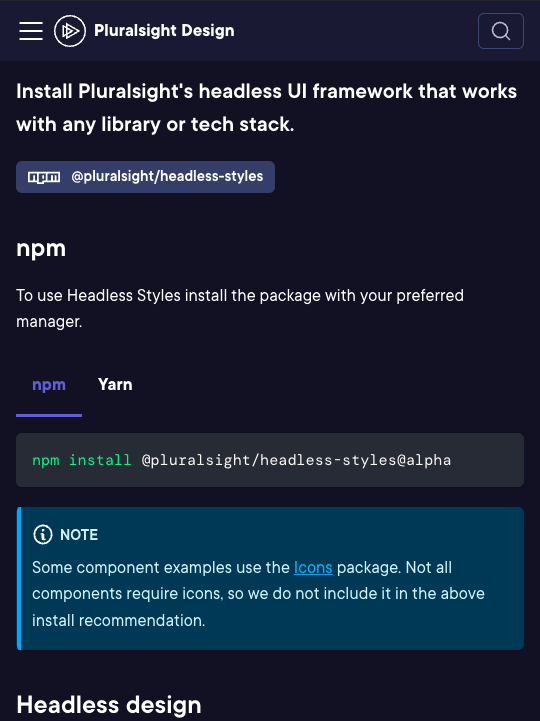 Pluralsight Design
Install Pluralsight's headless UI framework that works
with any library or tech stack.
npm @pluralsight/headless-styles
npm
To use Headless Styles install the package with your preferred
manager.
npm Yarn
npm install @pluralsight/headless-styles@alpha
NOTE
Some component examples use the Icons package. Not all
components require icons, so we do not include it in the above
install recommendation.
Headless design